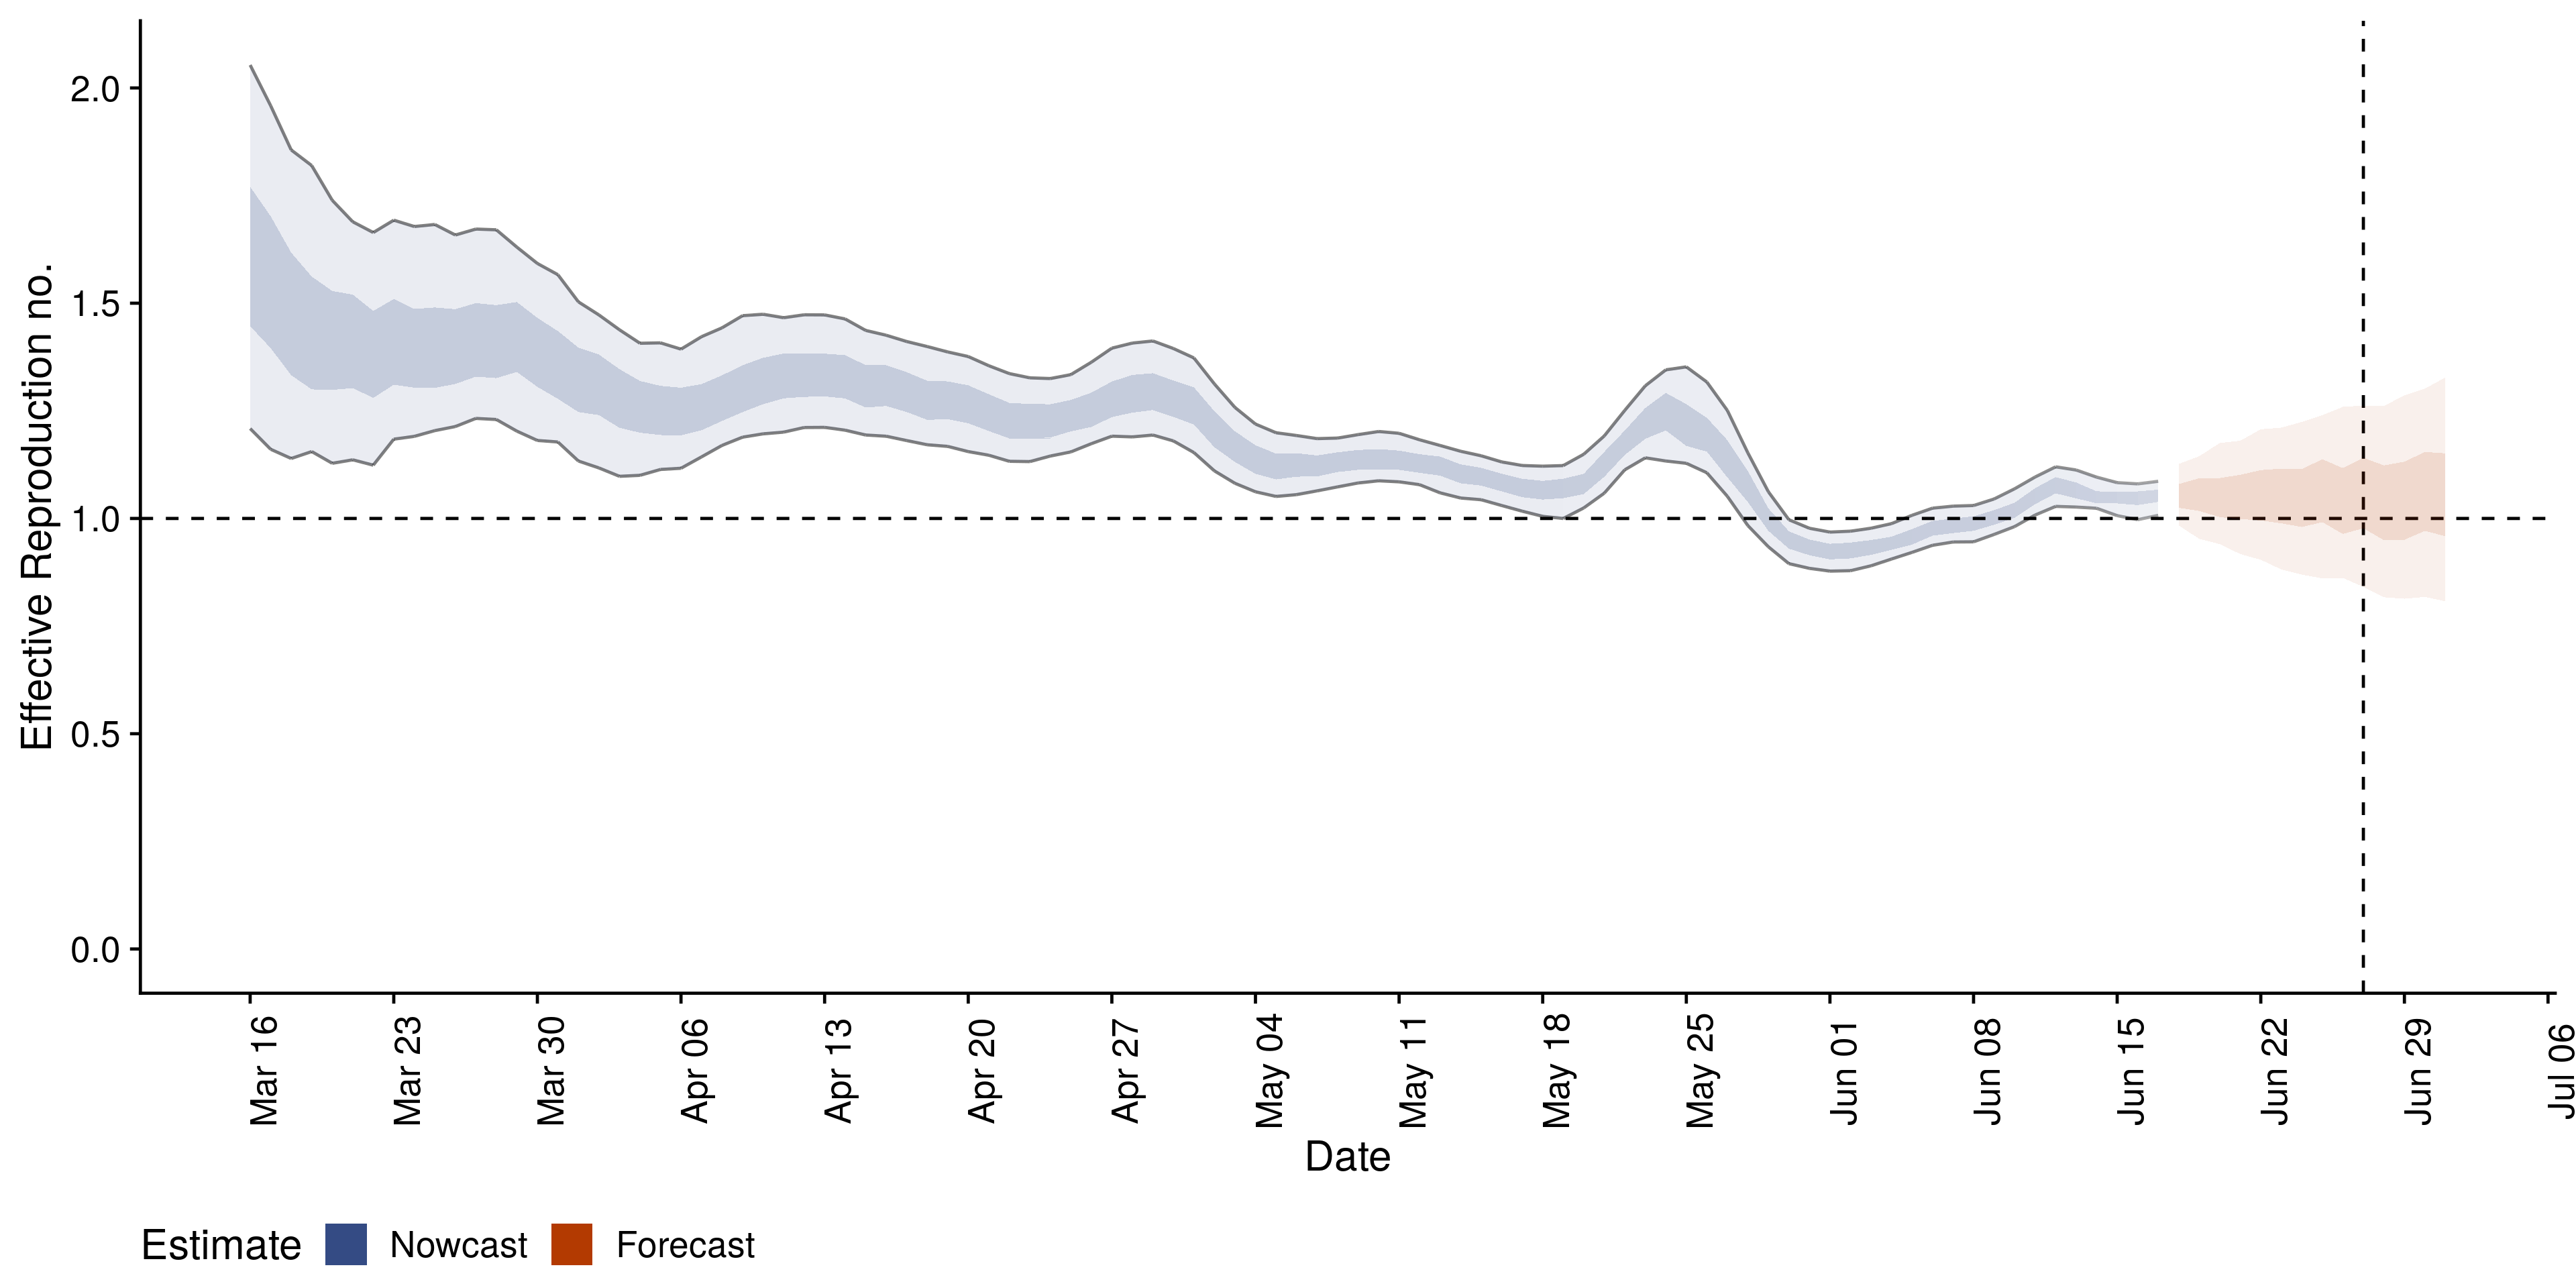 Effective Reproduction no.
2.0
1.5
1.0
0.5
0.0
Mar 16
Mar 23
Mar 30
Apr 06
Apr 13
Apr 20
Apr 27
May 04
May 11
May 18
May 25
Jun 01
Jun 08
Jun 15
Jun 22
Jun 29
Jul 06
Date
Estimate Nowcast Forecast